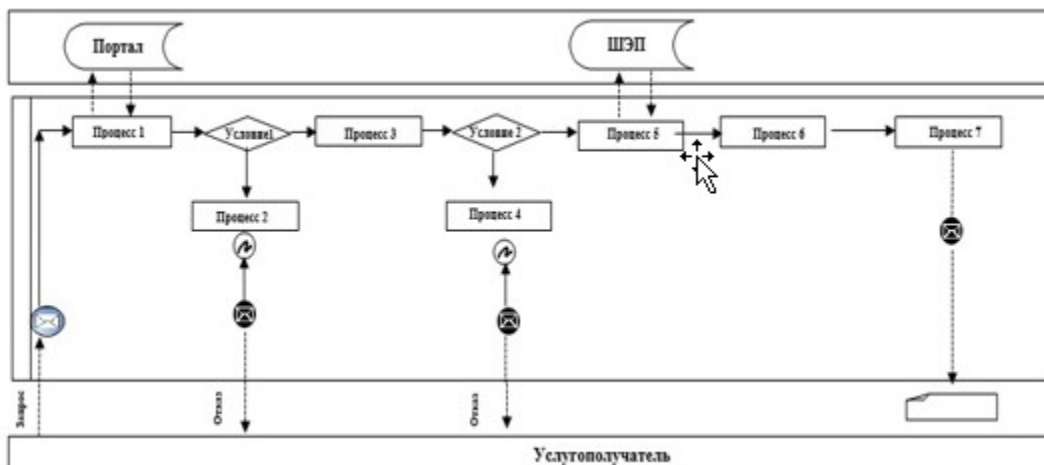 Портал
ШЭП
Процесс 1
Условие1
Процесс 3
Условие 2
Процесс 5
Процесс 6
Процесс 7
Процесс 2
Процесс 4
Запрос
Отказ
Отказ
Услугополучатель